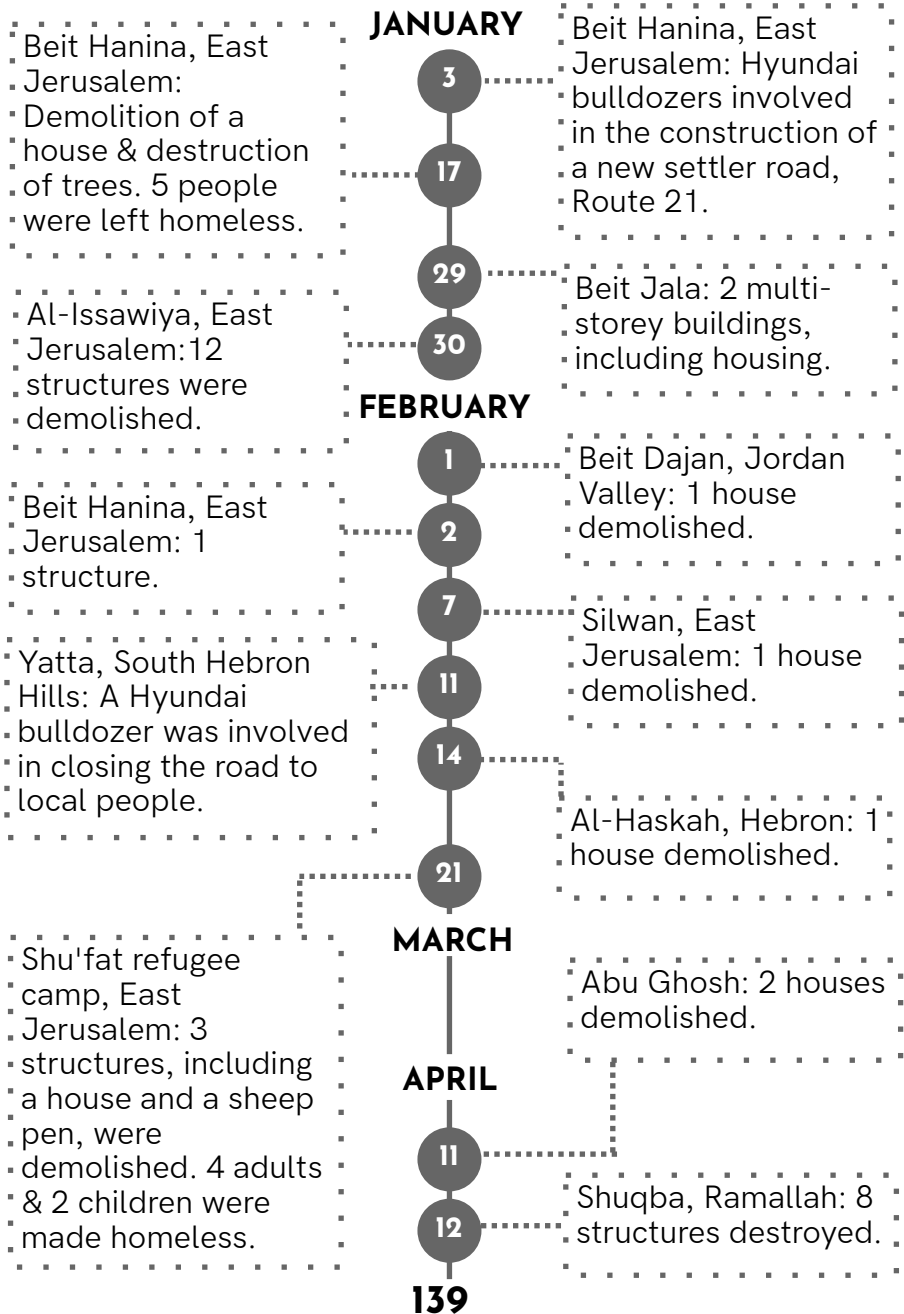 JANUARY
3
Beit Hanina, East
Jerusalem: Hyundai
bulldozers involved
in the construction of
a new settler road,
Route 21.
Beit Hanina, East
Jerusalem:
Demolition of a
house & destruction
of trees. 5 people
were left homeless.
17
29
Beit Jala: 2 multi-
storey buildings,
including housing.
Al-Issawiya, East
Jerusalem:12
structures were
demolished.
30
FEBRUARY
1
Beit Dajan, Jordan
Valley: 1 house
demolished.
Beit Hanina, East
Jerusalem: 1
structure.
2
7
Silwan, East
Jerusalem: 1 house
demolished.
Yatta, South Hebron
Hills: A Hyundai
bulldozer was involved
in closing the road to
local people.
11
14
Al-Haskah, Hebron: 1
house demolished.
21
Shu'fat refugee
camp, East
Jerusalem: 3
structures, including
a house and a sheep
pen, were
demolished. 4 adults
& 2 children were
made homeless.
MARCH
APRIL
Abu Ghosh: 2 houses
demolished.
11
12
Shuqba, Ramallah: 8
structures destroyed.
139